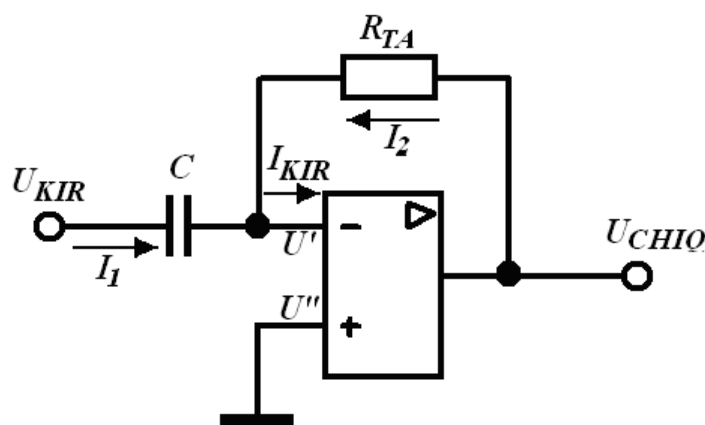 R_TA
I_2
C
I_KIR
U_KIR
I_1
U'
-
U_CHIQ
U"
+